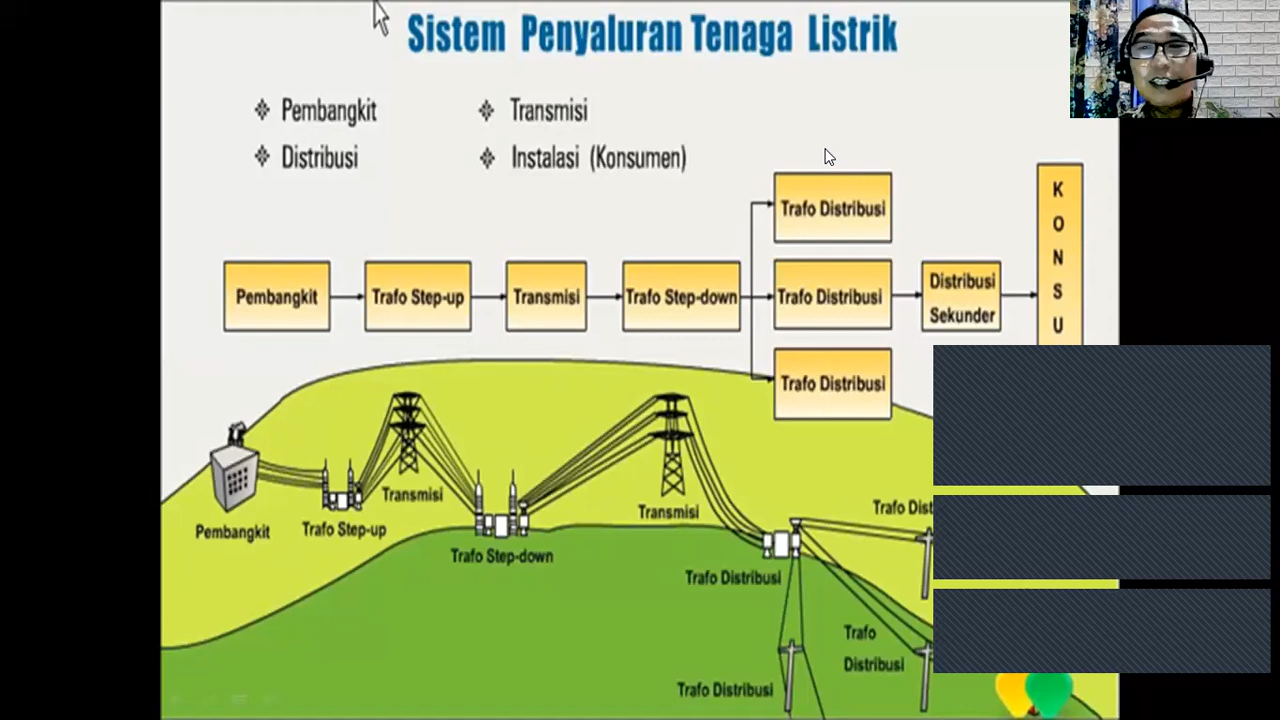 Sistem Penyaluran Tenaga Listrik
❖ Pembangkit
❖ Transmisi
❖ Distribusi
❖ Instalasi (Konsumen)
Trafo Distribusi
Pembangkit
Trafo Step-up
Transmisi
Trafo Step-down
Trafo Distribusi
Distribusi
Sekunder
K
O
N
S
U
Trafo Distribusi
Pembangkit
Trafo Step-up
Transmisi
Trafo Step-down
Transmisi
Trafo Distribusi
Trafo Dist
Trafo
Distribusi
Trafo Distribusi